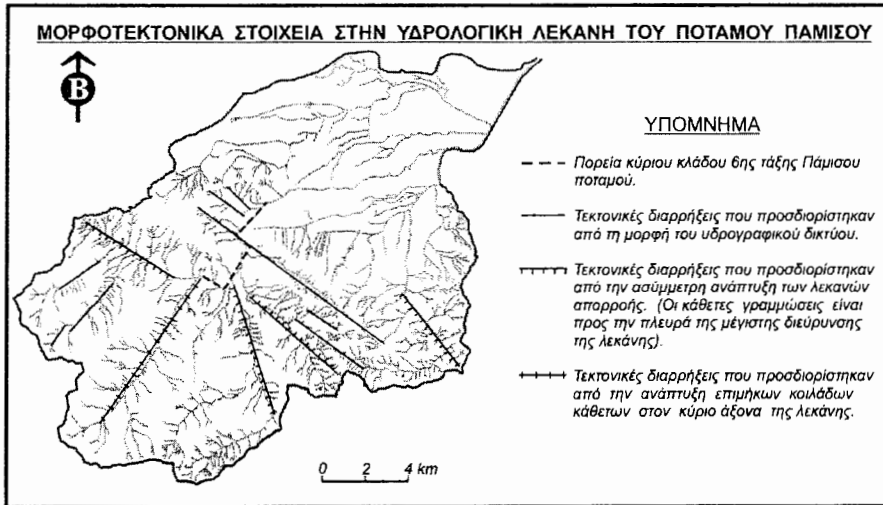 ΜΟΡΦΟΤΕΚΤΟΝΙΚΑ ΣΤΟΙΧΕΙΑ ΣΤΗΝ ΥΔΡΟΛΟΓΙΚΗ ΛΕΚΑΝΗ ΤΟΥ ΠΟΤΑΜΟΥ ΠΑΜΙΣΟΥ
Β
ΥΠΟΜΝΗΜΑ
Πορεία κύριου κλάδου 6ης τάξης Πάμισου
ποταμού.
Τεκτονικές διαρρήξεις που προσδιορίστηκαν
από τη μορφή του υδρογραφικού δικτύου.
Τεκτονικές διαρρήξεις που προσδιορίστηκαν
από την ασύμμετρη ανάπτυξη των λεκανών
απορροής. (Οι κάθετες γραμμώσεις είναι
προς την πλευρά της μέγιστης διεύρυνσης
της λεκάνης).
Τεκτονικές διαρρήξεις που προσδιορίστηκαν
από την ανάπτυξη επιμήκων κοιλάδων
κάθετων στον κύριο άξονα της λεκάνης.
0 2 4 km